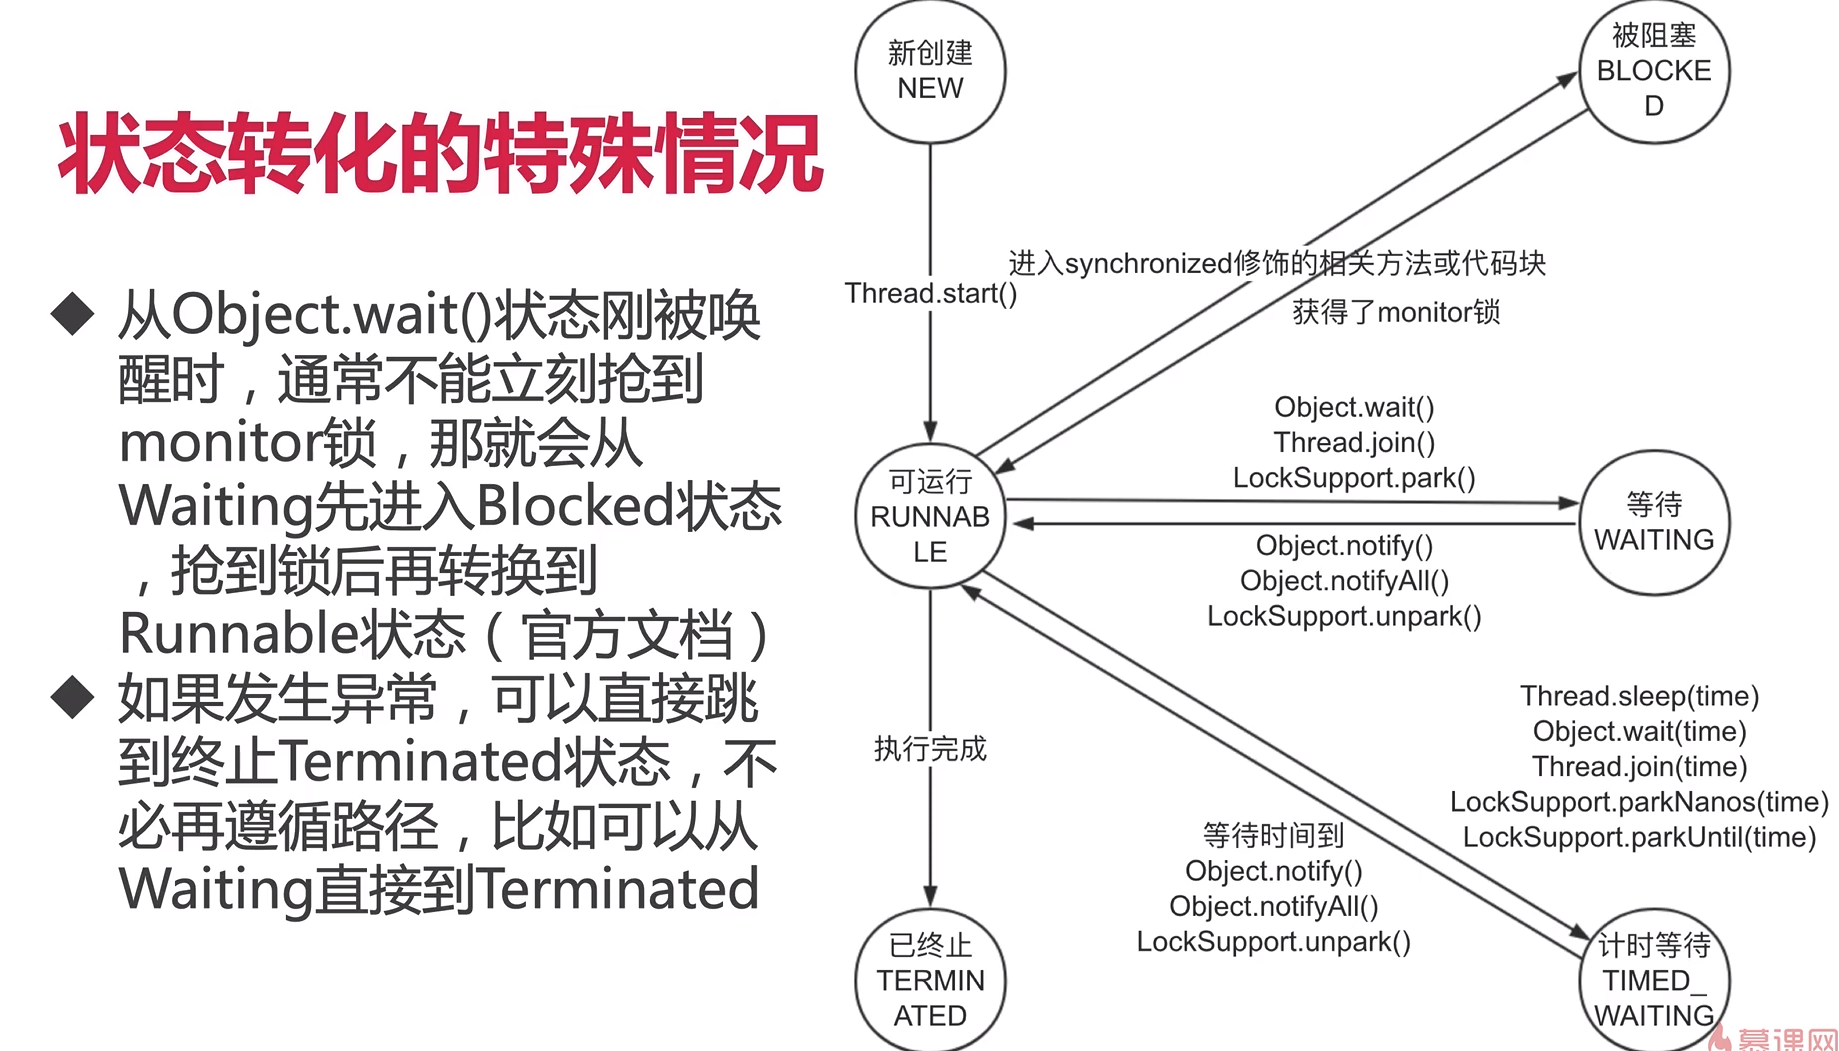 状态转化的特殊情况
◆ 从Object.wait()状态刚被唤
醒时，通常不能立刻抢到
monitor锁，那就会从
Waiting先进入Blocked状态
，抢到锁后再转换到
Runnable状态（官方文档）
◆ 如果发生异常，可以直接跳
到终止Terminated状态，不
必再遵循路径，比如可以从
Waiting直接到Terminated
新创建
NEW
被阻塞
BLOCKE
D
进入synchronized修饰的相关方法或代码块
Thread.start()
获得了monitor锁
Object.wait()
Thread.join()
LockSupport.park()
可运行
RUNNAB
LE
等待
WAITING
Object.notify()
Object.notifyAll()
LockSupport.unpark()
Thread.sleep(time)
Object.wait(time)
Thread.join(time)
LockSupport.parkNanos(time)
LockSupport.parkUntil(time)
执行完成
等待时间到
Object.notify()
Object.notifyAll()
LockSupport.unpark()
已终止
TERMIN
ATED
计时等待
TIMED_
WAITING
慕课网